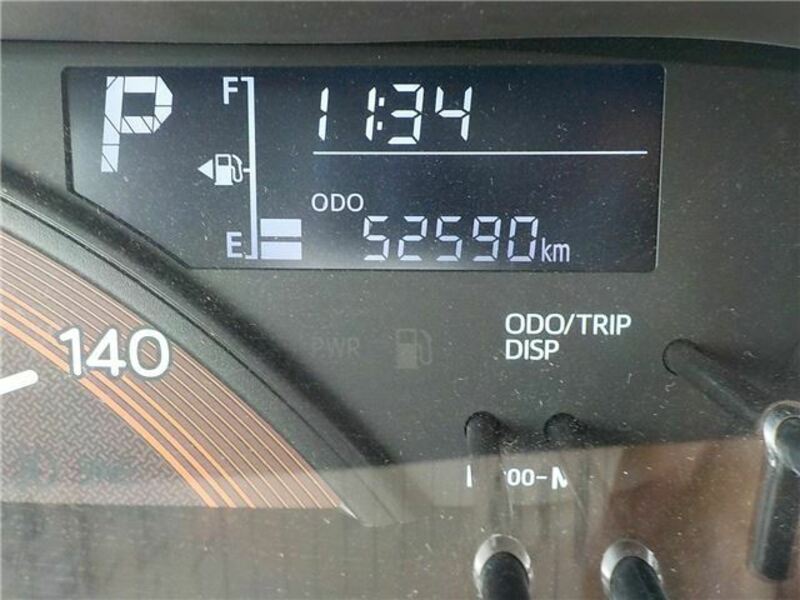 P
F
11:34
ODO
E
52590km
140
PWR
ODO/TRIP
DISP